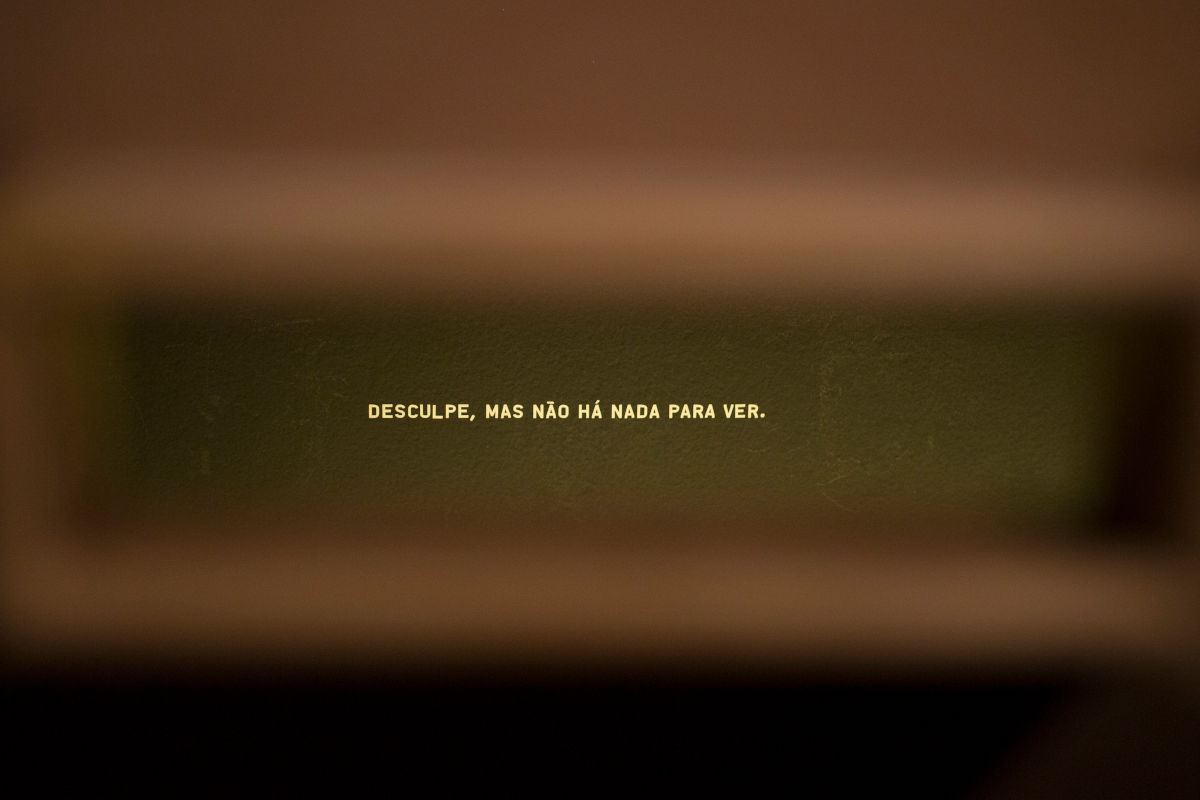 DESCULPE, MAS NÃO HÁ NADA PARA VER.